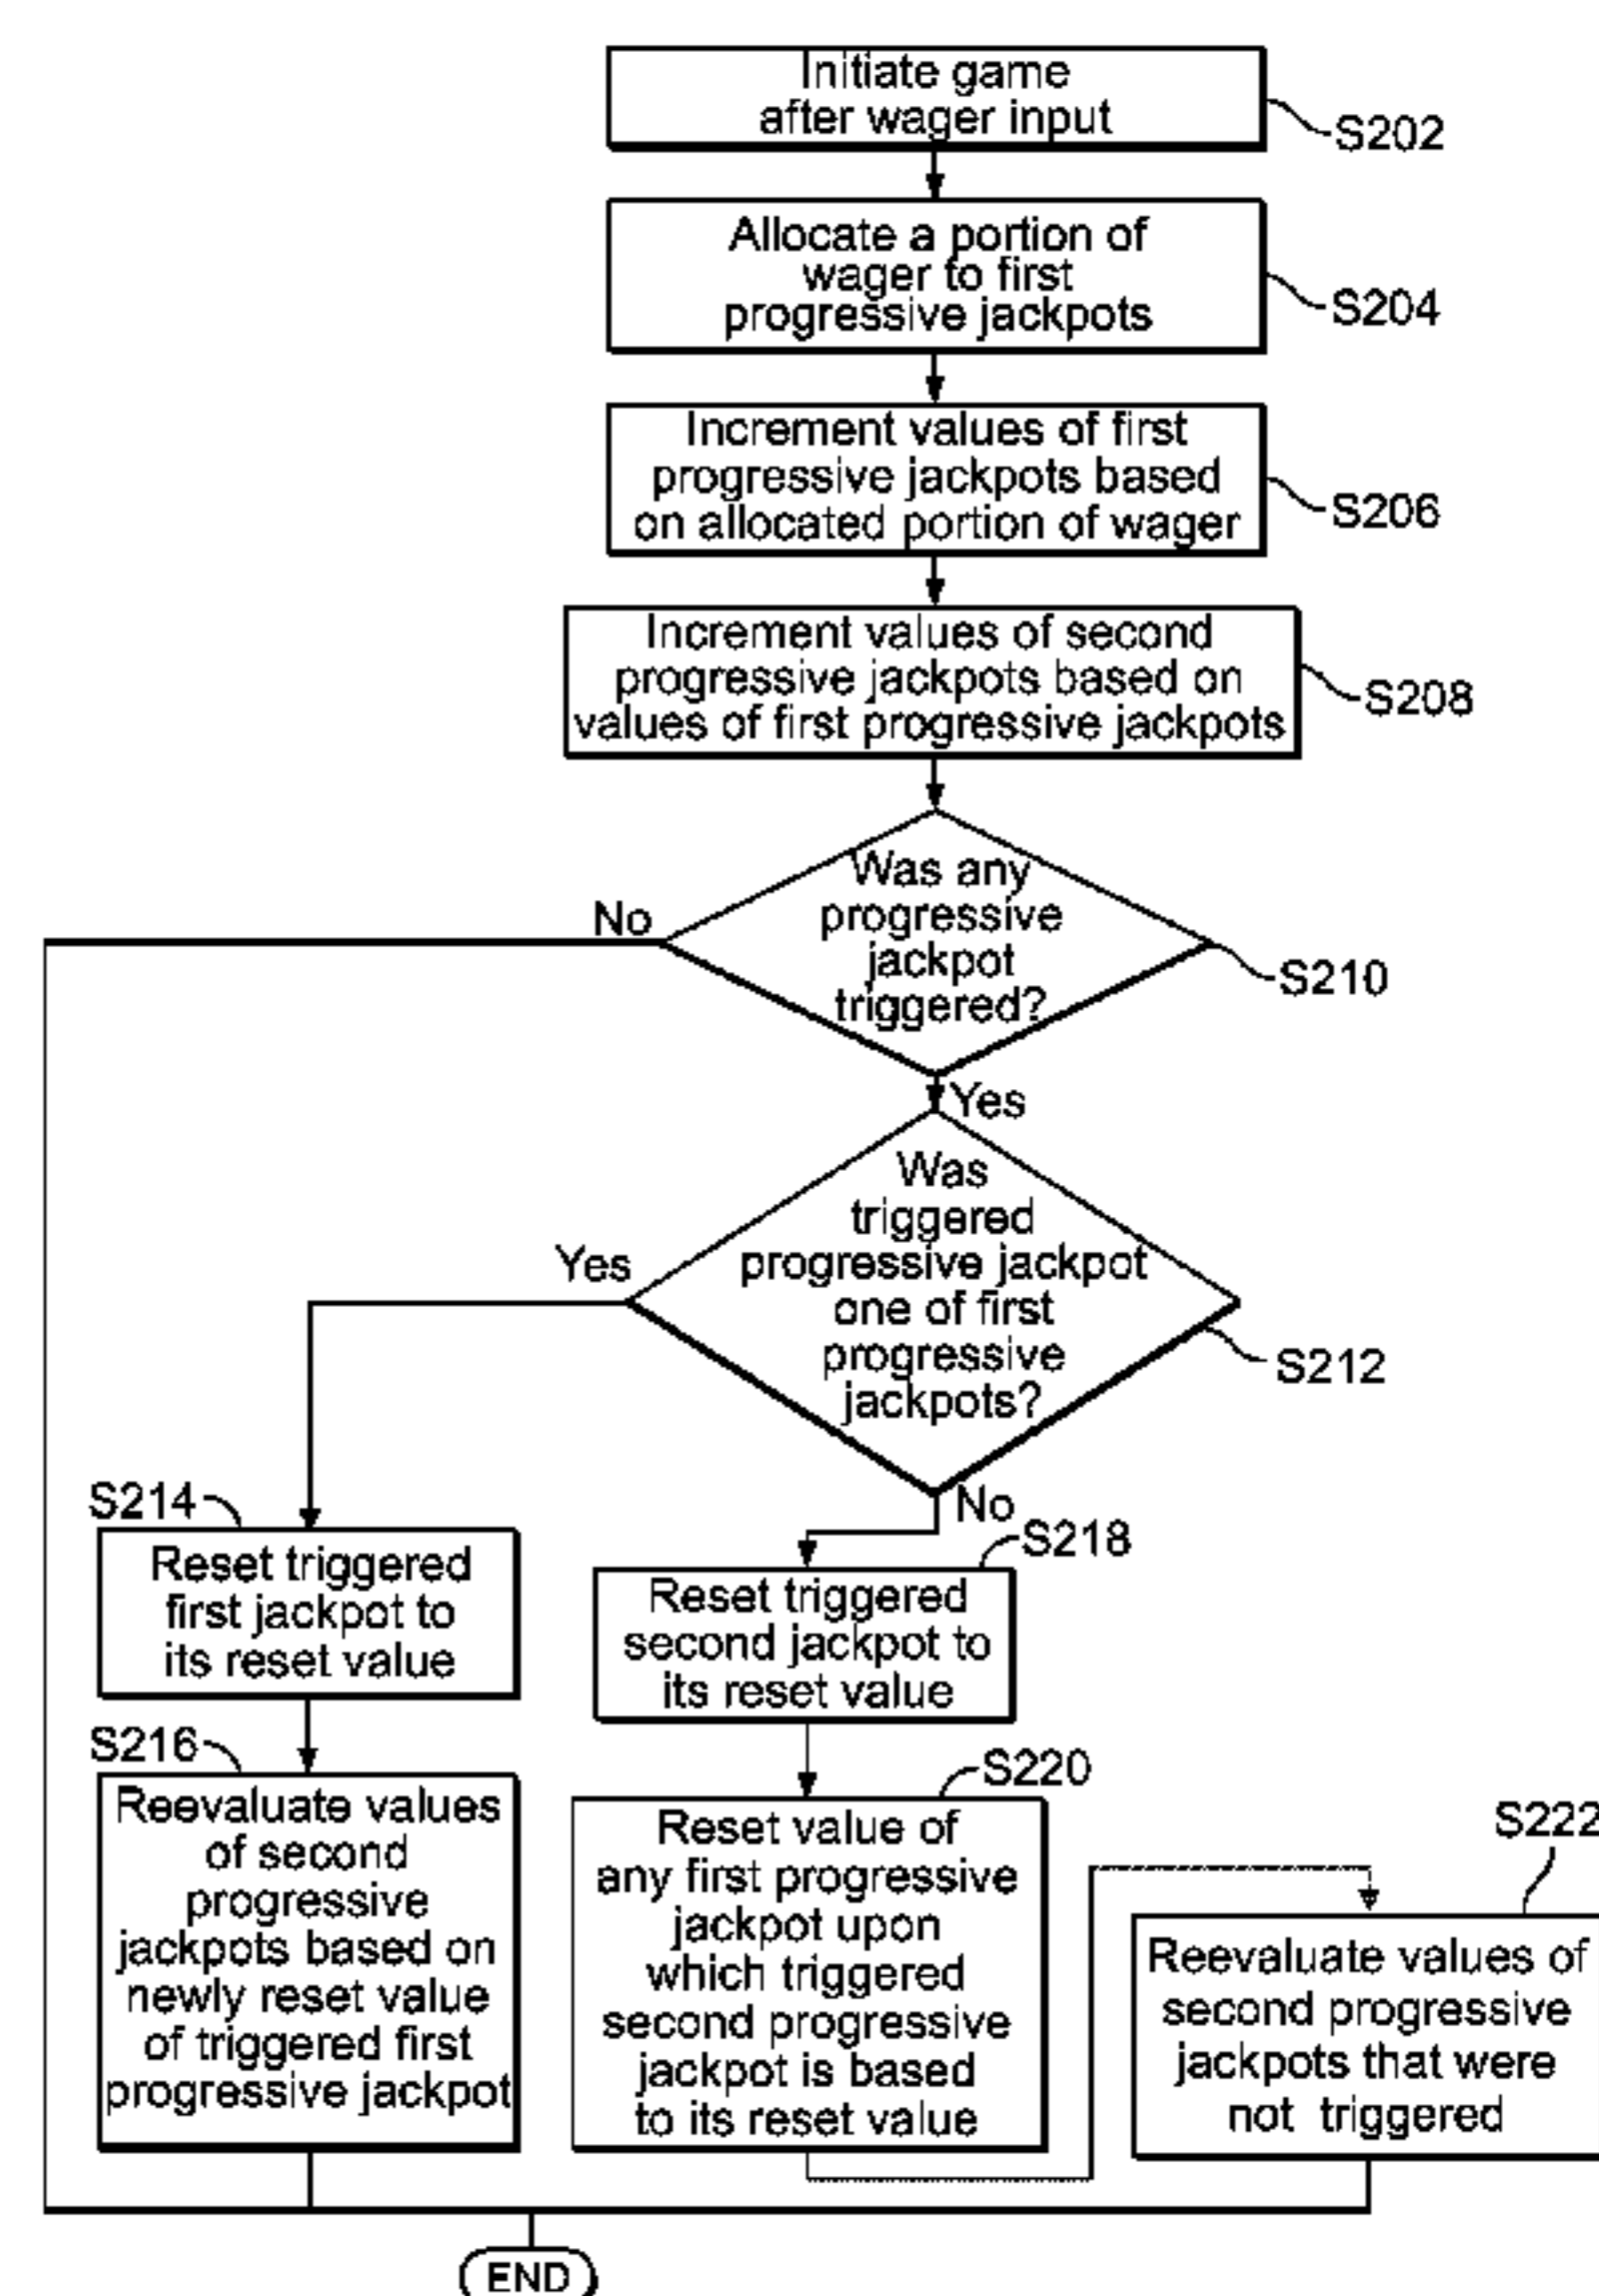 Initiate game
after wager input
S202
Allocate a portion of
wager to first
progressive jackpots
S204
Increment values of first
progressive jackpots based
on allocated portion of wager
S206
Increment values of second
progressive jackpots based on
values of first progressive jackpots
S208
Was any
progressive
jackpot
triggered?
No
S210
Yes
Was
triggered
progressive jackpot
one of first
progressive
jackpots?
Yes
S212
No
S214
Reset triggered
first jackpot to
its reset value
S218
Reset triggered
second jackpot to
its reset value
S216
Reevaluate values
of second
progressive
jackpots based on
newly reset value
of triggered first
progressive jackpot
S220
Reset value of
any first progressive
jackpot upon
which triggered
second progressive
jackpot is based
to its reset value
S222
Reevaluate values of
second progressive
jackpots that were
not triggered
END